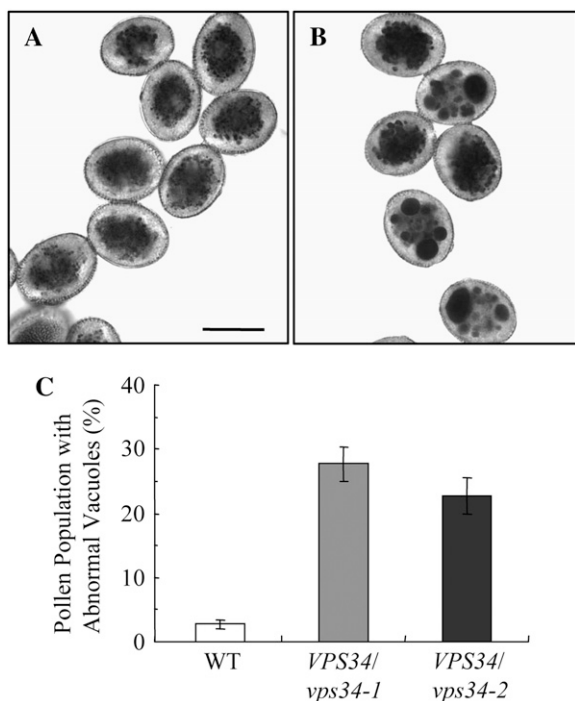 A
B
C
Pollen Population with
Abnormal Vacuoles (%)
40
30
20
10
0
WT
VPS34/
vps34-1
VPS34/
vps34-2